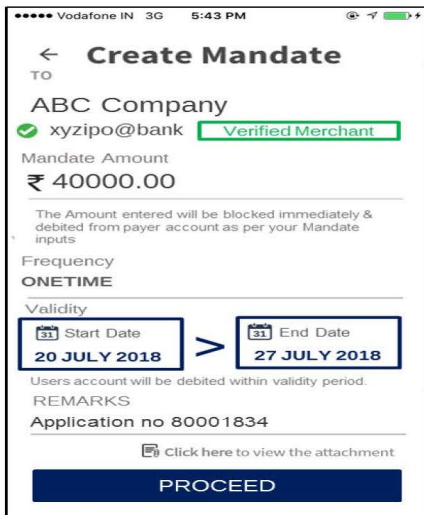 Vodafone IN 3G 5:43 PM
← Create Mandate
TO
ABC Company
xyzipo@bank Verified Merchant
Mandate Amount
₹ 40000.00
The Amount entered will be blocked immediately &
debited from payer account as per your Mandate
inputs
Frequency
ONETIME
Validity
31 Start Date > 31 End Date
20 JULY 2018 27 JULY 2018
Users account will be debited within validity period.
REMARKS
Application no 80001834
Click here to view the attachment
PROCEED